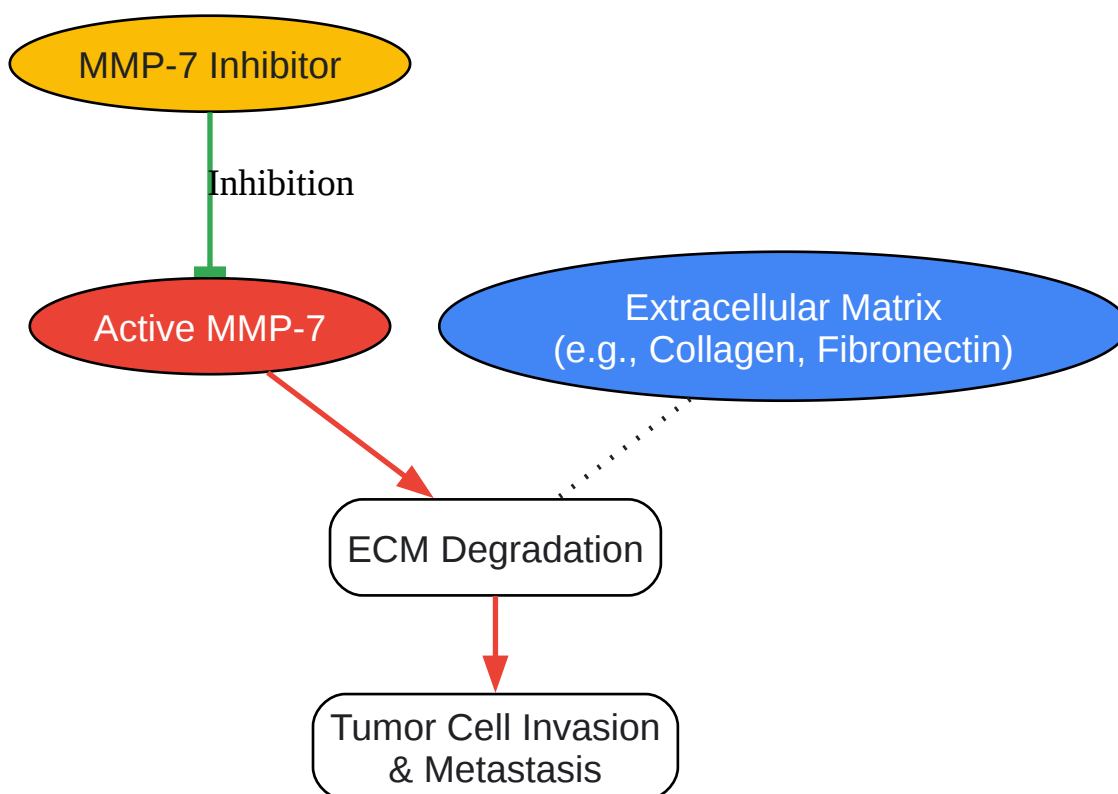 MMP-7 Inhibitor
Inhibition
Active MMP-7
Extracellular Matrix
(e.g., Collagen, Fibronectin)
ECM Degradation
Tumor Cell Invasion
& Metastasis